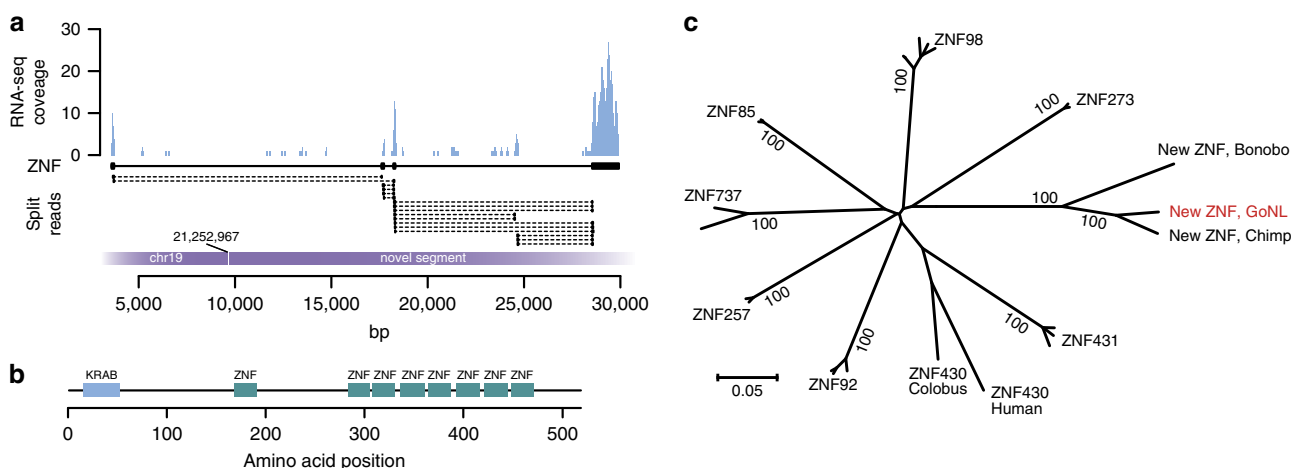 a
30
20
10
0
RNA-seq
coveage
ZNF
Split
reads
21,252,967
chr19
novel segment
5,000
10,000
15,000
20,000
25,000
30,000
bp
b
KRAB
ZNF
ZNF
ZNF
ZNF
ZNF
ZNF
ZNF
ZNF
0
100
200
300
400
500
Amino acid position
c
ZNF98
100
ZNF273
100
ZNF85
100
New ZNF, Bonobo
100
New ZNF, GoNL
100
New ZNF, Chimp
ZNF737
100
ZNF257
100
ZNF431
100
ZNF92
100
ZNF430
Colobus
ZNF430
Human
0.05